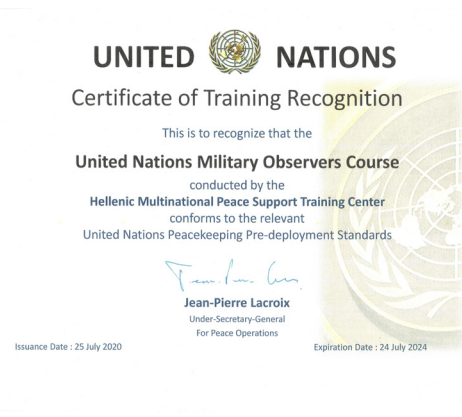 UNITED NATIONS
Certificate of Training Recognition
This is to recognize that the
United Nations Military Observers Course
conducted by the
Hellenic Multinational Peace Support Training Center
conforms to the relevant
United Nations Peacekeeping Pre-deployment Standards
Jean-Pierre Lacroix
Under-Secretary-General
For Peace Operations
Issuance Date : 25 July 2020 Expiration Date : 24 July 2024